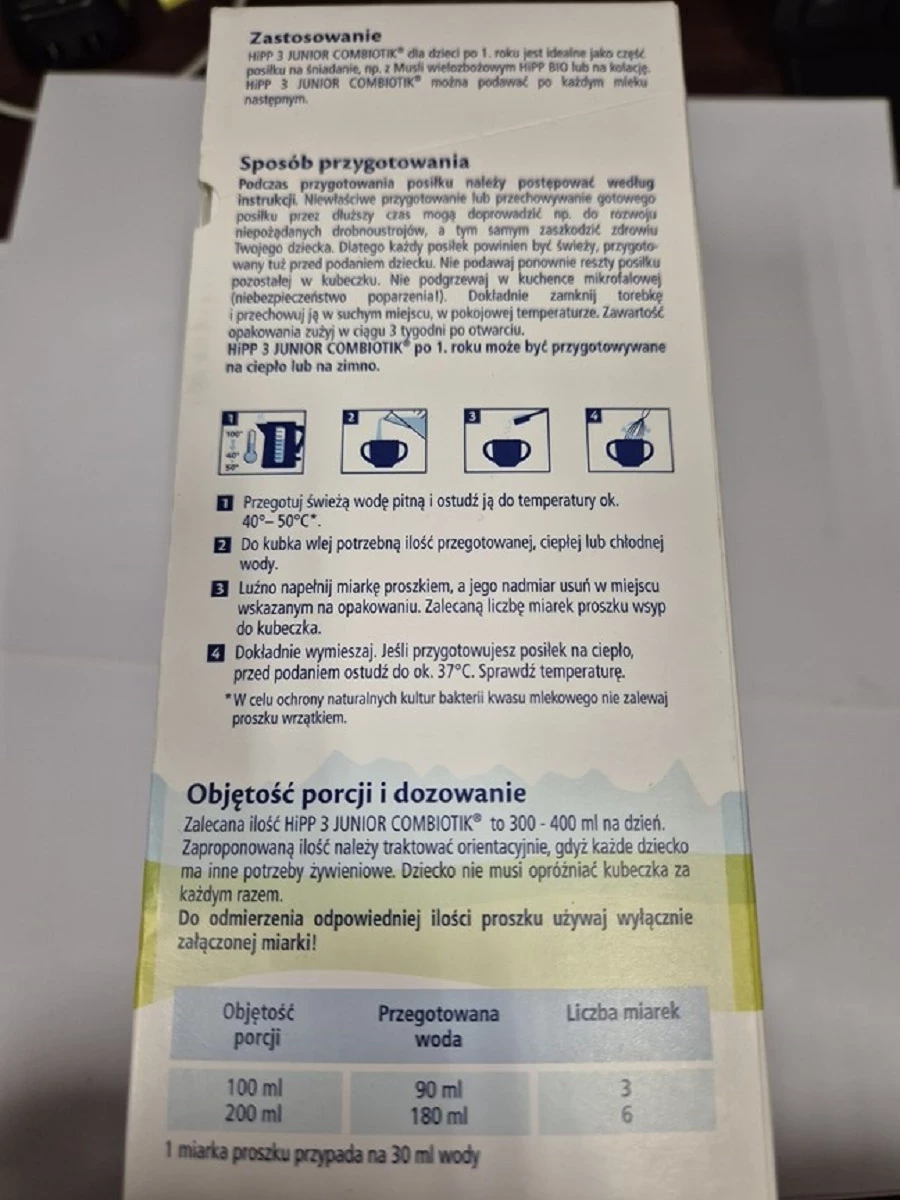 Zastosowanie
HiPP 3 JUNIOR COMBIOTIK® dla dzieci po 1. roku jest idealne jako część
posiłku na śniadanie, np. z Musli wielozbożowym HiPP BIO lub na kolację.
HiPP 3 JUNIOR COMBIOTIK® można podawać po każdym mleku
następnym.
Sposób przygotowania
Podczas przygotowania posiłku należy postępować według
instrukcji. Niewłaściwe przygotowanie lub przechowywanie gotowego
posiłku przez dłuższy czas mogą doprowadzić np. do rozwoju
niepożądanych drobnoustrojów, a tym samym zaszkodzić zdrowiu
Twojego dziecka. Dlatego każdy posiłek powinien być świeży, przygoto-
wany tuż przed podaniem dziecku. Nie podawaj ponownie reszty posiłku
pozostałej w kubeczku. Nie podgrzewaj w kuchence mikrofalowej
(niebezpieczeństwo poparzenia!). Dokładnie zamknij torebkę
i przechowuj ją w suchym miejscu, w pokojowej temperaturze. Zawartość
opakowania zużyj w ciągu 3 tygodni po otwarciu.
HiPP 3 JUNIOR COMBIOTIK® po 1. roku może być przygotowywane
na ciepło lub na zimno.
1 2 3 4
100°
40°
50°
1 Przegotuj świeżą wodę pitną i ostudź ją do temperatury ok.
40°– 50°C*.
2 Do kubka wlej potrzebną ilość przegotowanej, ciepłej lub chłodnej
wody.
3 Luźno napełnij miarkę proszkiem, a jego nadmiar usuń w miejscu
wskazanym na opakowaniu. Zalecaną liczbę miarek proszku wsyp
do kubeczka.
4 Dokładnie wymieszaj. Jeśli przygotowujesz posiłek na ciepło,
przed podaniem ostudź do ok. 37°C. Sprawdź temperaturę.
*W celu ochrony naturalnych kultur bakterii kwasu mlekowego nie zalewaj
proszku wrzątkiem.
Objętość porcji i dozowanie
Zalecana ilość HiPP 3 JUNIOR COMBIOTIK® to 300 - 400 ml na dzień.
Zaproponowaną ilość należy traktować orientacyjnie, gdyż każde dziecko
ma inne potrzeby żywieniowe. Dziecko nie musi opróżniać kubeczka za
każdym razem.
Do odmierzenia odpowiedniej ilości proszku używaj wyłącznie
załączonej miarki!
Objętość porcji Przegotowana woda Liczba miarek
100 ml 90 ml 3
200 ml 180 ml 6
1 miarka proszku przypada na 30 ml wody